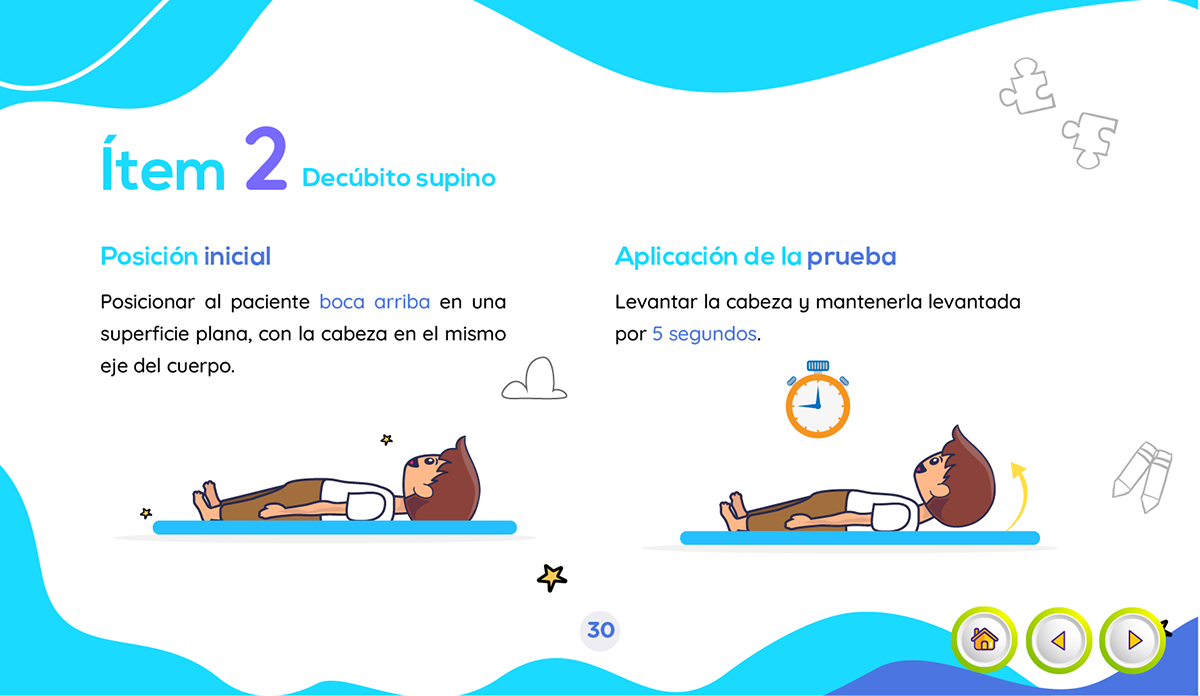 Ítem 2 Decúbito supino
Posición inicial
Posicionar al paciente boca arriba en una
superficie plana, con la cabeza en el mismo
eje del cuerpo.
Aplicación de la prueba
Levantar la cabeza y mantenerla levantada
por 5 segundos.
30